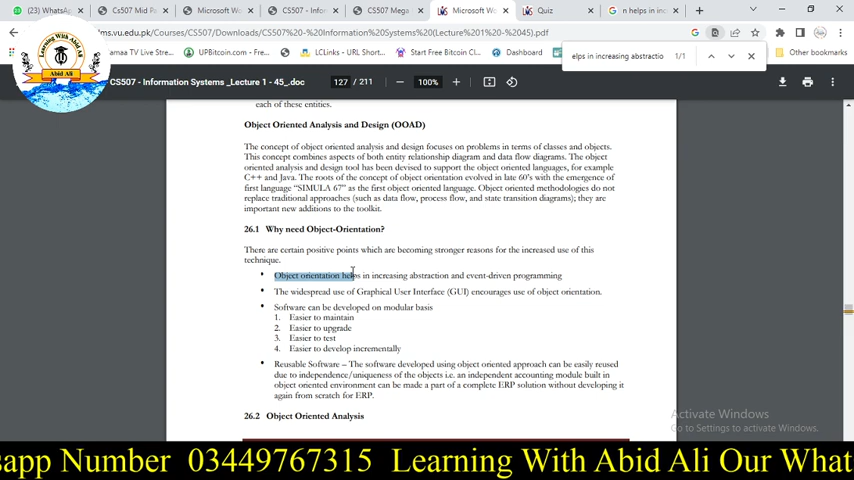 (23) WhatsA
Cs507 Mid P
Microsoft W
CS507 - Info
CS507 Mega
Microsoft W
Quiz
n helps in inc
ms.vu.edu.pk/Courses/CS507/Downloads/CS507%20-%20Information%20Systems%20(Lecture%201%20-%2045).pdf
amaa TV Live Stre...
UPBitcoin.com - Fre...
LCLinks - URL Short...
Start Free Bitcoin Cl...
Dashboard
Other bookmarks
elps in increasing abstractio
1/1
Learning With
Abid Ali
CS507 - Information Systems _Lecture 1 - 45_.doc
127 / 211
100%
each of these entities.
Object Oriented Analysis and Design (OOAD)
The concept of object oriented analysis and design focuses on problems in terms of classes and objects.
This concept combines aspects of both entity relationship diagram and data flow diagrams. The object
oriented analysis and design tool has been devised to support the object oriented languages, for example
C++ and Java. The roots of the concept of object orientation evolved in late 60's with the emergence of
first language "SIMULA 67" as the first object oriented language. Object oriented methodologies do not
replace traditional approaches (such as data flow, process flow, and state transition diagrams); they are
important new additions to the toolkit.
26.1 Why need Object-Orientation?
There are certain positive points which are becoming stronger reasons for the increased use of this
technique.
• Object orientation helps in increasing abstraction and event-driven programming
• The widespread use of Graphical User Interface (GUI) encourages use of object orientation.
• Software can be developed on modular basis
1. Easier to maintain
2. Easier to upgrade
3. Easier to test
4. Easier to develop incrementally
• Reusable Software – The software developed using object oriented approach can be easily reused
due to independence/uniqueness of the objects i.e. an independent accounting module built in
object oriented environment can be made a part of a complete ERP solution without developing it
again from scratch for ERP.
26.2 Object Oriented Analysis
Activate Windows
Go to Settings to activate Windows.
sapp Number 03449767315 Learning With Abid Ali Our What